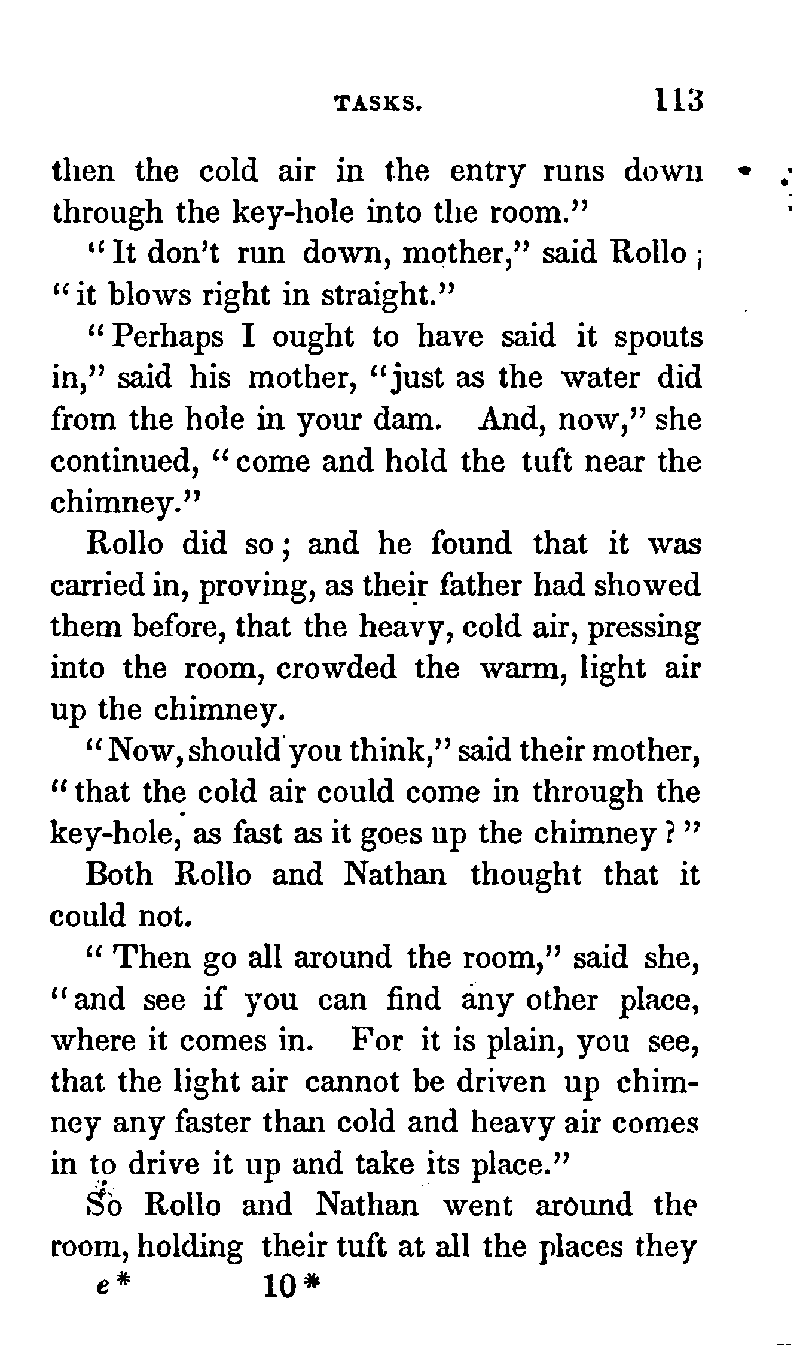 TASKS. 113
then the cold air in the entry runs down
through the key-hole into the room."
"It don't run down, mother," said Rollo;
"it blows right in straight."
"Perhaps I ought to have said it spouts
in," said his mother, "just as the water did
from the hole in your dam. And, now," she
continued, "come and hold the tuft near the
chimney."
Rollo did so; and he found that it was
carried in, proving, as their father had showed
them before, that the heavy, cold air, pressing
into the room, crowded the warm, light air
up the chimney.
"Now, should you think," said their mother,
"that the cold air could come in through the
key-hole, as fast as it goes up the chimney?"
Both Rollo and Nathan thought that it
could not.
"Then go all around the room," said she,
"and see if you can find any other place,
where it comes in. For it is plain, you see,
that the light air cannot be driven up chim-
ney any faster than cold and heavy air comes
in to drive it up and take its place."
So Rollo and Nathan went around the
room, holding their tuft at all the places they
e* 10*